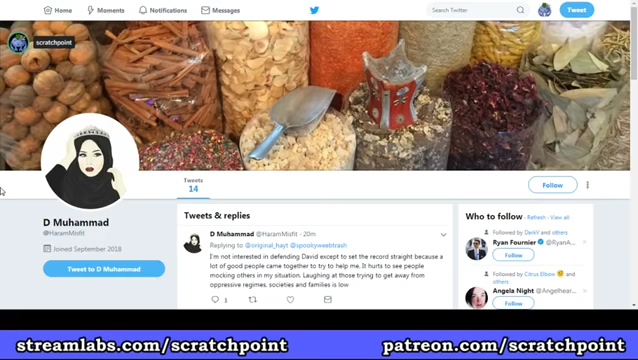 Home Moments Notifications Messages Search Twitter Tweet
scratchpoint
Tweets
14
Follow
D Muhammad
@HaramMisfit
Joined September 2018
Tweet to D Muhammad
Tweets & replies
D Muhammad @HaramMisfit · 20m
Replying to @original_hayt @spookywebtrash
I'm not interested in defending David except to set the record straight because a
lot of good people came together to try to help me. It hurts to see people
mocking others in my situation. Laughing at those trying to get away from
oppressive regimes, societies and families is low
1
Who to follow · Refresh · View all
Followed by DarkV and others
Ryan Fournier @RyanA...
Follow
Followed by Citrus Elbow and others
Angela Night @Angelhear...
Follow
streamlabs.com/scratchpoint patreon.com/scratchpoint